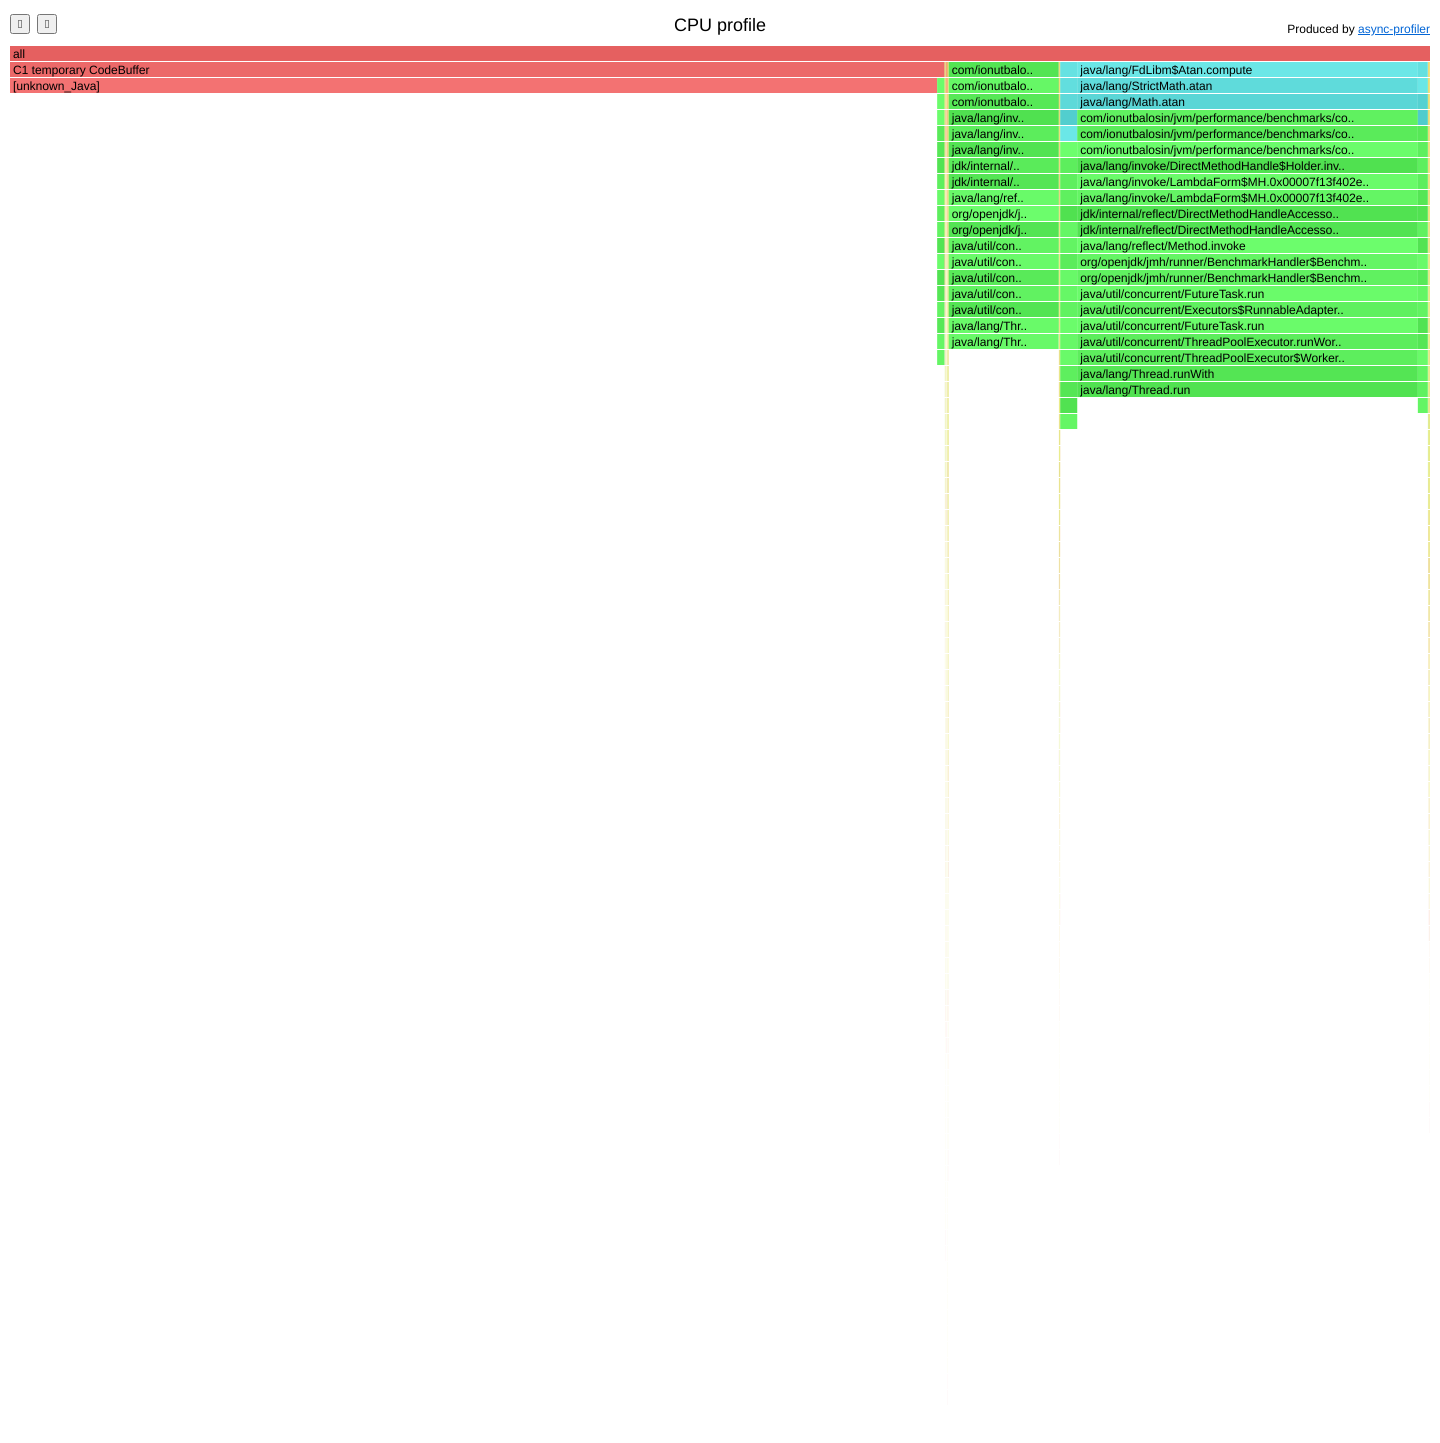 CPU profile
Produced by async-profiler
all
C1 temporary CodeBuffer com/ionutbalo.. java/lang/FdLibm$Atan.compute
[unknown_Java] com/ionutbalo.. java/lang/StrictMath.atan
com/ionutbalo.. java/lang/Math.atan
java/lang/inv.. com/ionutbalosin/jvm/performance/benchmarks/co..
java/lang/inv.. com/ionutbalosin/jvm/performance/benchmarks/co..
java/lang/inv.. com/ionutbalosin/jvm/performance/benchmarks/co..
jdk/internal/.. java/lang/invoke/DirectMethodHandle$Holder.inv..
jdk/internal/.. java/lang/invoke/LambdaForm$MH.0x00007f13f402e..
java/lang/ref.. java/lang/invoke/LambdaForm$MH.0x00007f13f402e..
org/openjdk/j.. jdk/internal/reflect/DirectMethodHandleAccesso..
org/openjdk/j.. jdk/internal/reflect/DirectMethodHandleAccesso..
java/util/con.. java/lang/reflect/Method.invoke
java/util/con.. org/openjdk/jmh/runner/BenchmarkHandler$Benchm..
java/util/con.. org/openjdk/jmh/runner/BenchmarkHandler$Benchm..
java/util/con.. java/util/concurrent/FutureTask.run
java/util/con.. java/util/concurrent/Executors$RunnableAdapter..
java/lang/Thr.. java/util/concurrent/FutureTask.run
java/lang/Thr.. java/util/concurrent/ThreadPoolExecutor.runWor..
java/util/concurrent/ThreadPoolExecutor$Worker..
java/lang/Thread.runWith
java/lang/Thread.run